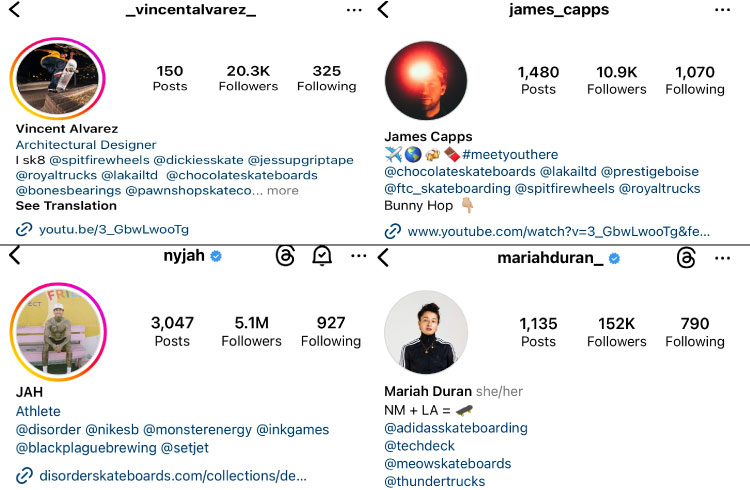 _vincentalvarez_
150 20.3K 325
Posts Followers Following
Vincent Alvarez
Architectural Designer
I sk8 @spitfirewheels @dickiesskate @jessupgriptape
@royaltrucks @lakailtd @chocolateskateboards
@bonesbearings @pawnshopskateco... more
See Translation
youtu.be/3_GbwLwooTg
james_capps
1,480 10.9K 1,070
Posts Followers Following
James Capps
✈️🌎🍻🍫#meetyouthere
@chocolateskateboards @lakailtd @prestigeboise
@ftc_skateboarding @spitfirewheels @royaltrucks
Bunny Hop 👇🏼
www.youtube.com/watch?v=3_GbwLwooTg&fe...
nyjah
3,047 5.1M 927
Posts Followers Following
JAH
Athlete
@disorder @nikesb @monsterenergy @inkgames
@blackplaguebrewing @setjet
disorderskateboards.com/collections/de...
mariahduran_
1,135 152K 790
Posts Followers Following
Mariah Duran she/her
NM + LA = 🛹
@adidasskateboarding
@techdeck
@meowskateboards
@thundertrucks